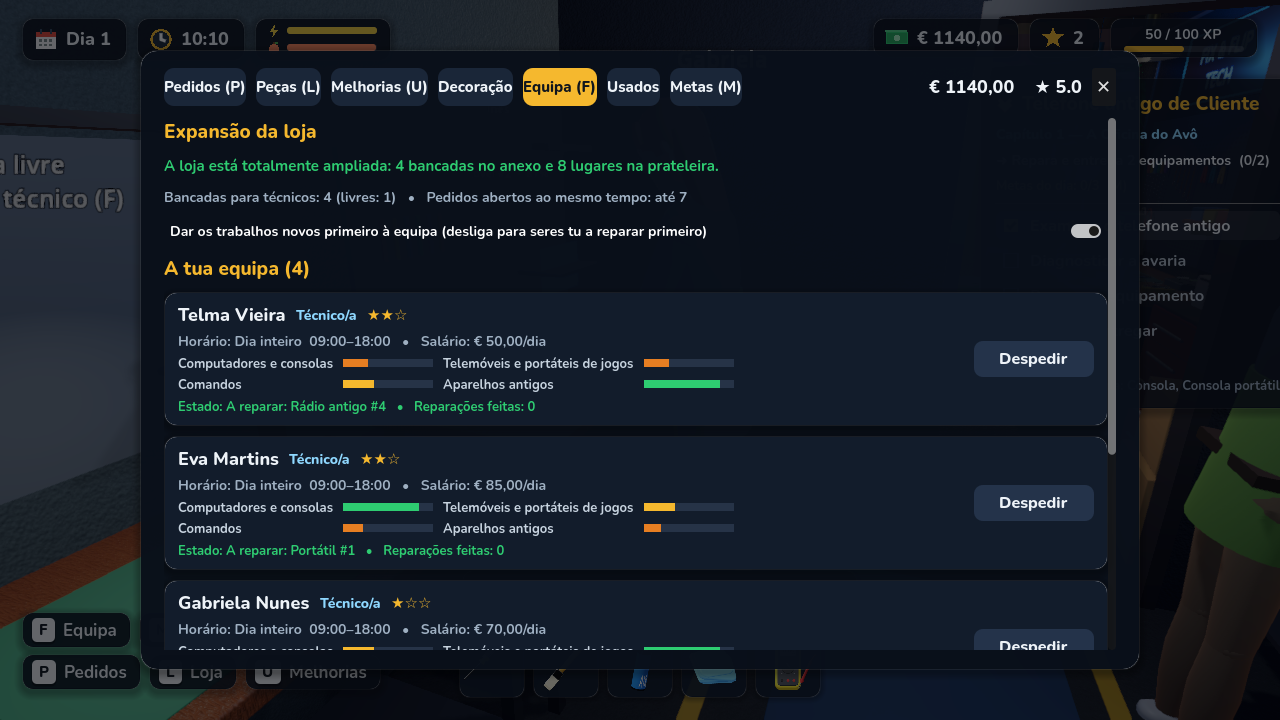 Dia 1
10:10
€ 1140,00
2
50 / 100 XP
Pedidos (P)
Peças (L)
Melhorias (U)
Decoração
Equipa (F)
Usados
Metas (M)
€ 1140,00
★ 5.0
×
Expansão da loja
A loja está totalmente ampliada: 4 bancadas no anexo e 8 lugares na prateleira.
Bancadas para técnicos: 4 (livres: 1) • Pedidos abertos ao mesmo tempo: até 7
Dar os trabalhos novos primeiro à equipa (desliga para seres tu a reparar primeiro)
A tua equipa (4)
Telma Vieira Técnico/a ★★☆
Horário: Dia inteiro 09:00–18:00 • Salário: € 50,00/dia
Computadores e consolas
Telemóveis e portáteis de jogos
Comandos
Aparelhos antigos
Estado: A reparar: Rádio antigo #4 • Reparações feitas: 0
Despedir
Eva Martins Técnico/a ★★☆
Horário: Dia inteiro 09:00–18:00 • Salário: € 85,00/dia
Computadores e consolas
Telemóveis e portáteis de jogos
Comandos
Aparelhos antigos
Estado: A reparar: Portátil #1 • Reparações feitas: 0
Despedir
Gabriela Nunes Técnico/a ★☆☆
Horário: Dia inteiro 09:00–18:00 • Salário: € 70,00/dia
Computadores e consolas
Telemóveis e portáteis de jogos
Despedir
a livre
técnico (F)
go de Cliente
a do Avô
equipamentos (0/2)
efone antigo
avaria
pamento
gar
onsola, Consola portátil
TECH
F Equipa
P Pedidos
L Loja
U Melhorias